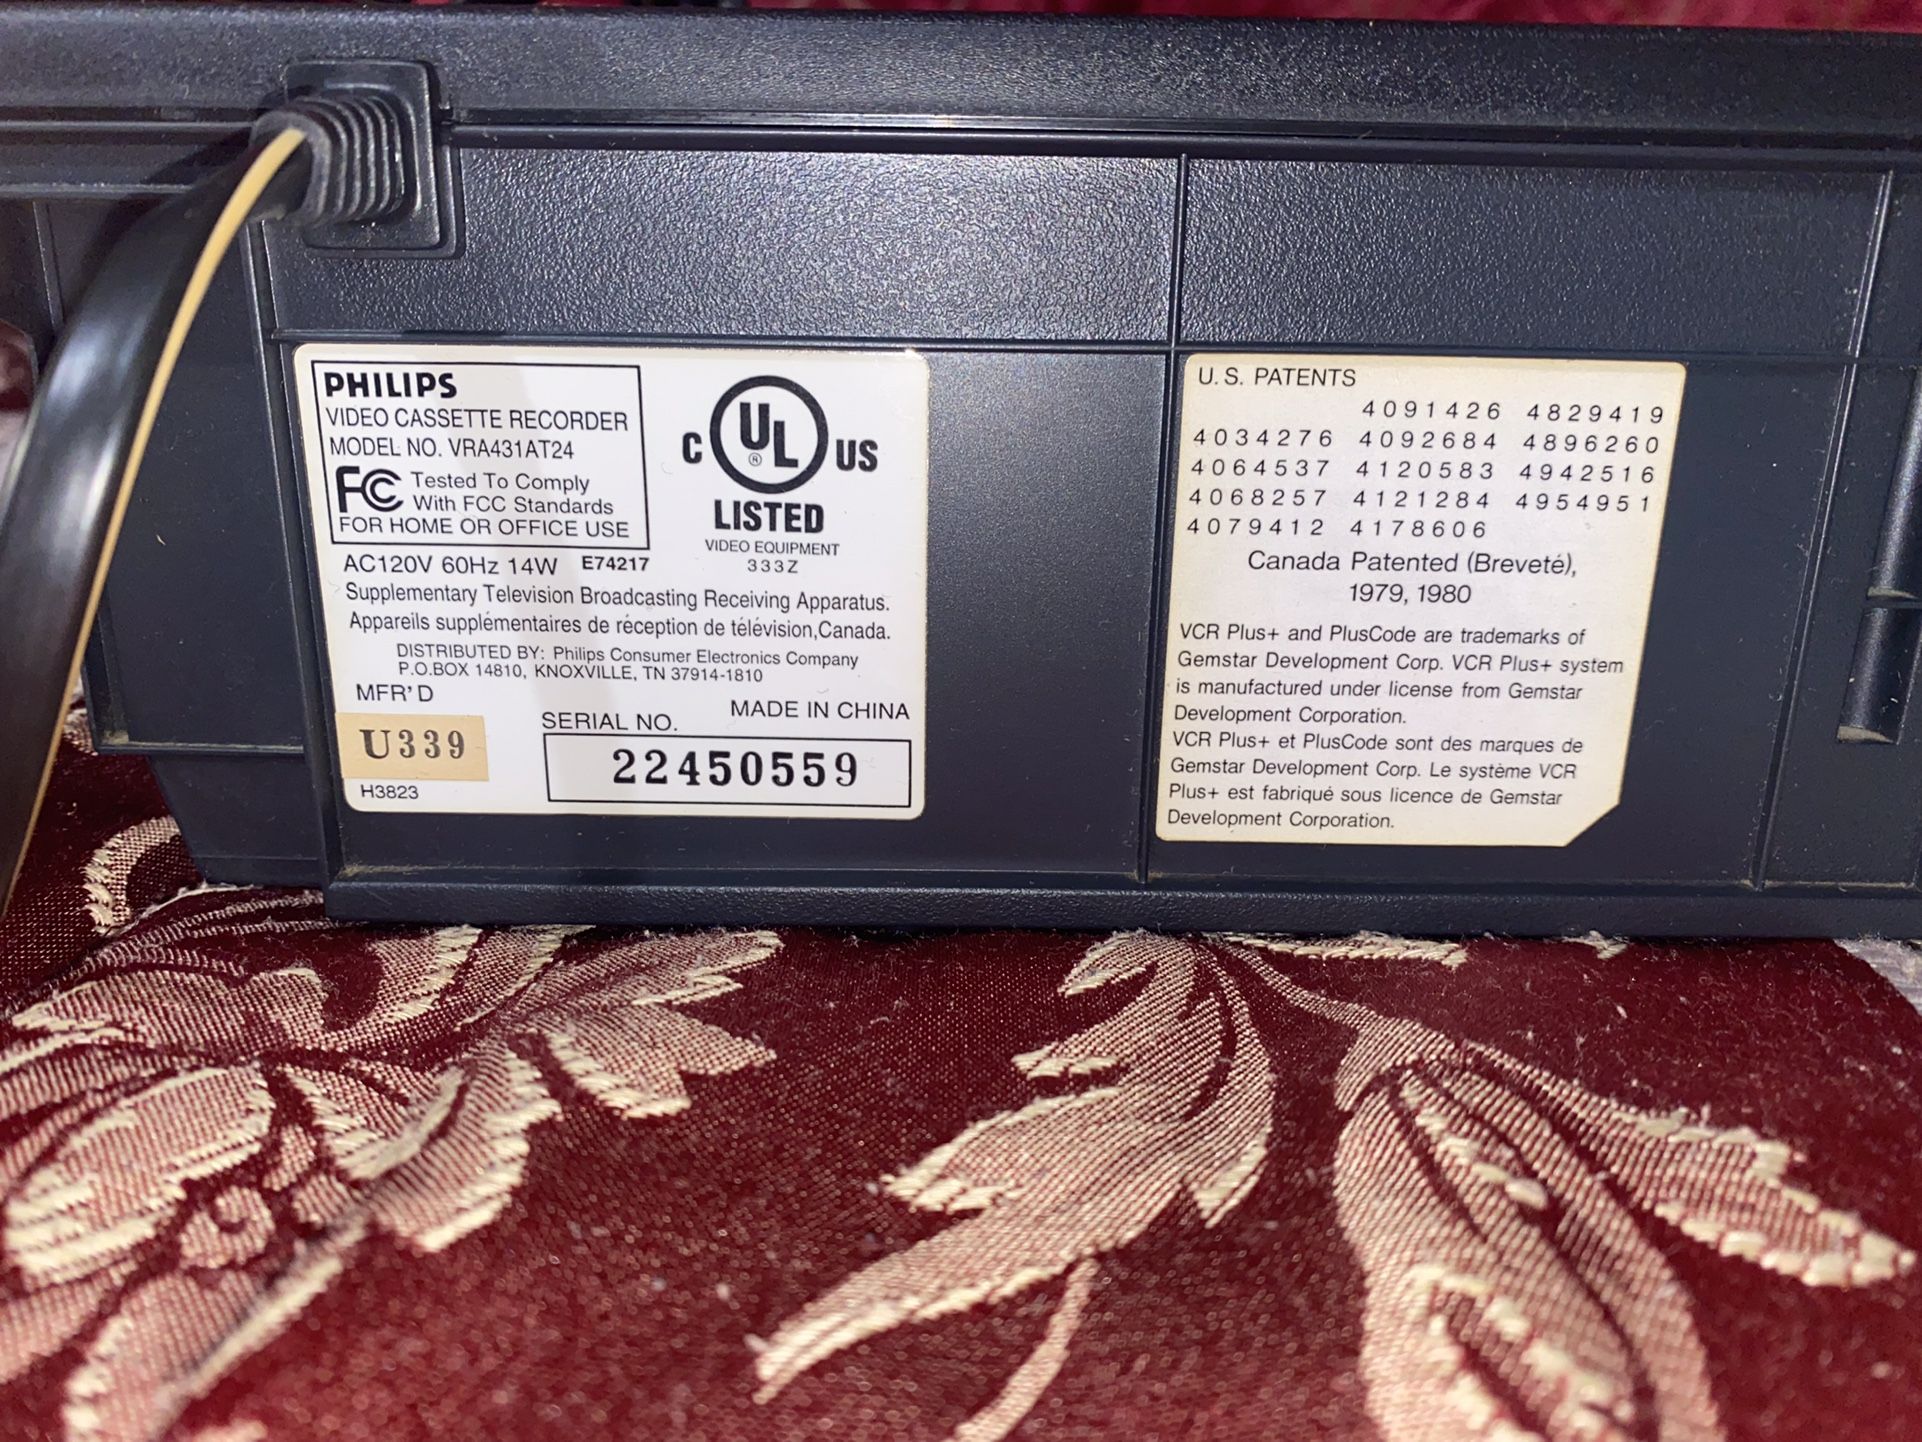 PHILIPS
VIDEO CASSETTE RECORDER
MODEL NO. VRA431AT24
FC Tested To Comply
With FCC Standards
FOR HOME OR OFFICE USE
C UL ® US
LISTED
VIDEO EQUIPMENT
333Z
AC120V 60Hz 14W E74217
Supplementary Television Broadcasting Receiving Apparatus.
Appareils supplémentaires de réception de télévision,Canada.
DISTRIBUTED BY: Philips Consumer Electronics Company
P.O.BOX 14810, KNOXVILLE, TN 37914-1810
MFR'D
MADE IN CHINA
SERIAL NO.
U339
22450559
H3823
U.S. PATENTS
4091426 4829419
4034276 4092684 4896260
4064537 4120583 4942516
4068257 4121284 4954951
4079412 4178606
Canada Patented (Breveté),
1979, 1980
VCR Plus+ and PlusCode are trademarks of
Gemstar Development Corp. VCR Plus+ system
is manufactured under license from Gemstar
Development Corporation.
VCR Plus+ et PlusCode sont des marques de
Gemstar Development Corp. Le système VCR
Plus+ est fabriqué sous licence de Gemstar
Development Corporation.